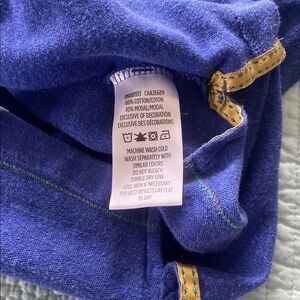 CA026689
60% COTTON/COTON
40% MODAL/MODAL
EXCLUSIVE OF DECORATION
EXCLUSIVE DES DÉCORATIONS
MACHINE WASH COLD
WASH SEPARATELY WITH
SIMILAR COLORS
DO NOT BLEACH
TUMBLE DRY LOW
COOL IRON IF NECESSARY
FOR BEST RESULTS LAY FLAT
TO DRY